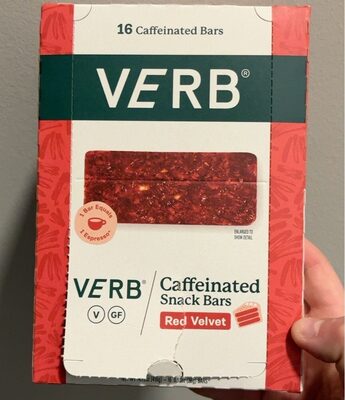 16 Caffeinated Bars
VERB®
1 Bar Equals
1 Espresso*
ENLARGED TO
SHOW DETAIL
VERB®
V GF
Caffeinated
Snack Bars
Red Velvet